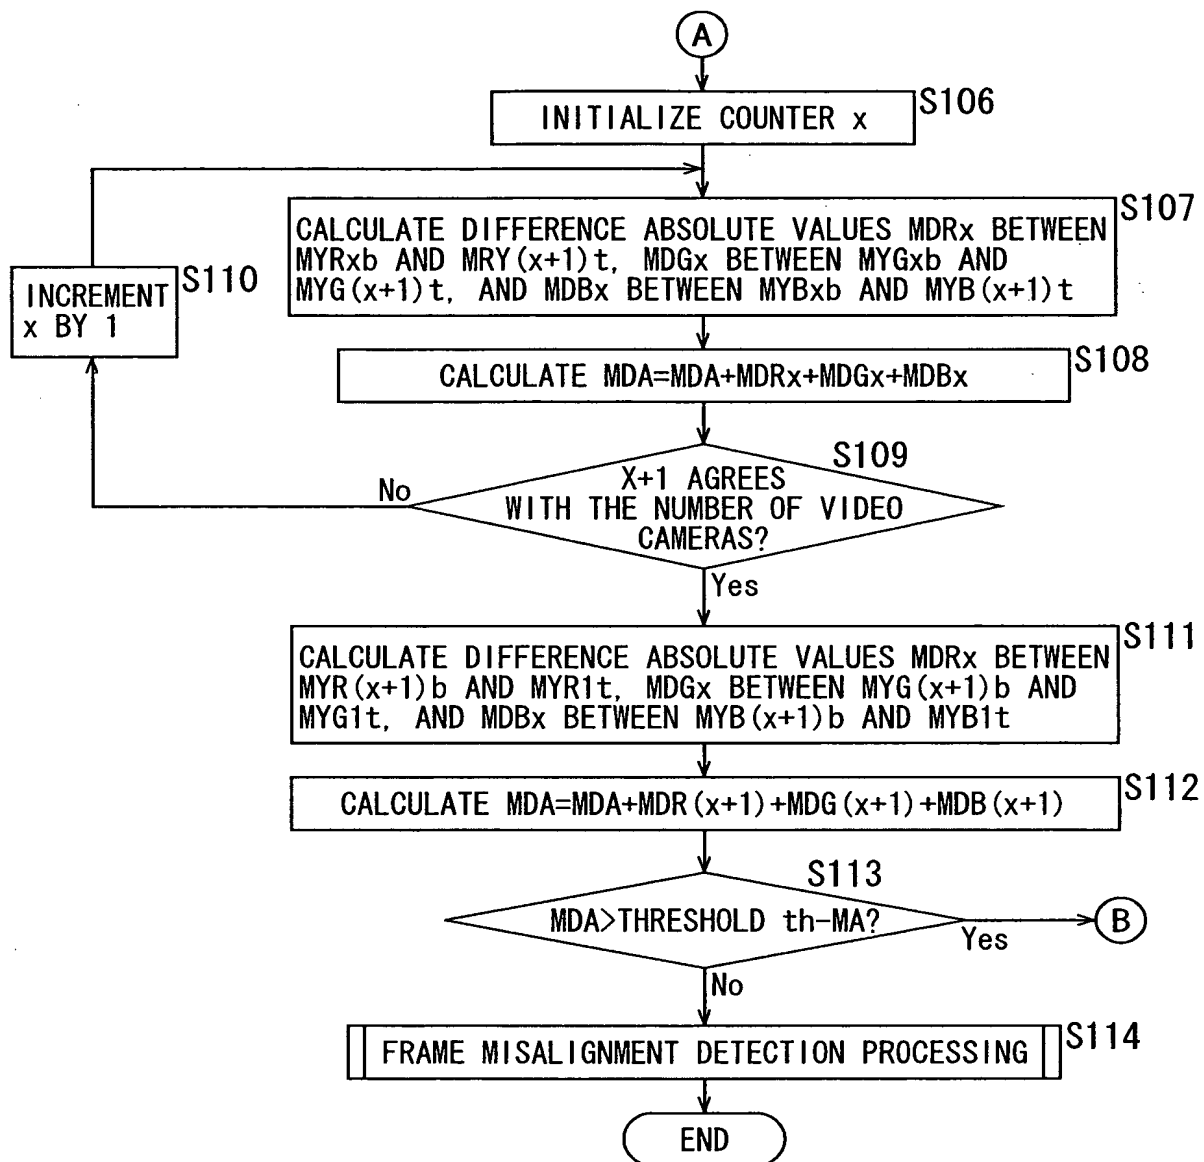 A
INITIALIZE COUNTER x
S106
CALCULATE DIFFERENCE ABSOLUTE VALUES MDRx BETWEEN
MYRxb AND MRY(x+1)t, MDGx BETWEEN MYGxb AND
MYG(x+1)t, AND MDBx BETWEEN MYBxb AND MYB(x+1)t
S107
INCREMENT
x BY 1
S110
CALCULATE MDA=MDA+MDRx+MDGx+MDBx
S108
S109
X+1 AGREES
WITH THE NUMBER OF VIDEO
CAMERAS?
No
Yes
CALCULATE DIFFERENCE ABSOLUTE VALUES MDRx BETWEEN
MYR(x+1)b AND MYR1t, MDGx BETWEEN MYG(x+1)b AND
MYG1t, AND MDBx BETWEEN MYB(x+1)b AND MYB1t
S111
CALCULATE MDA=MDA+MDR(x+1)+MDG(x+1)+MDB(x+1)
S112
S113
MDA>THRESHOLD th-MA?
Yes
B
No
FRAME MISALIGNMENT DETECTION PROCESSING
S114
END